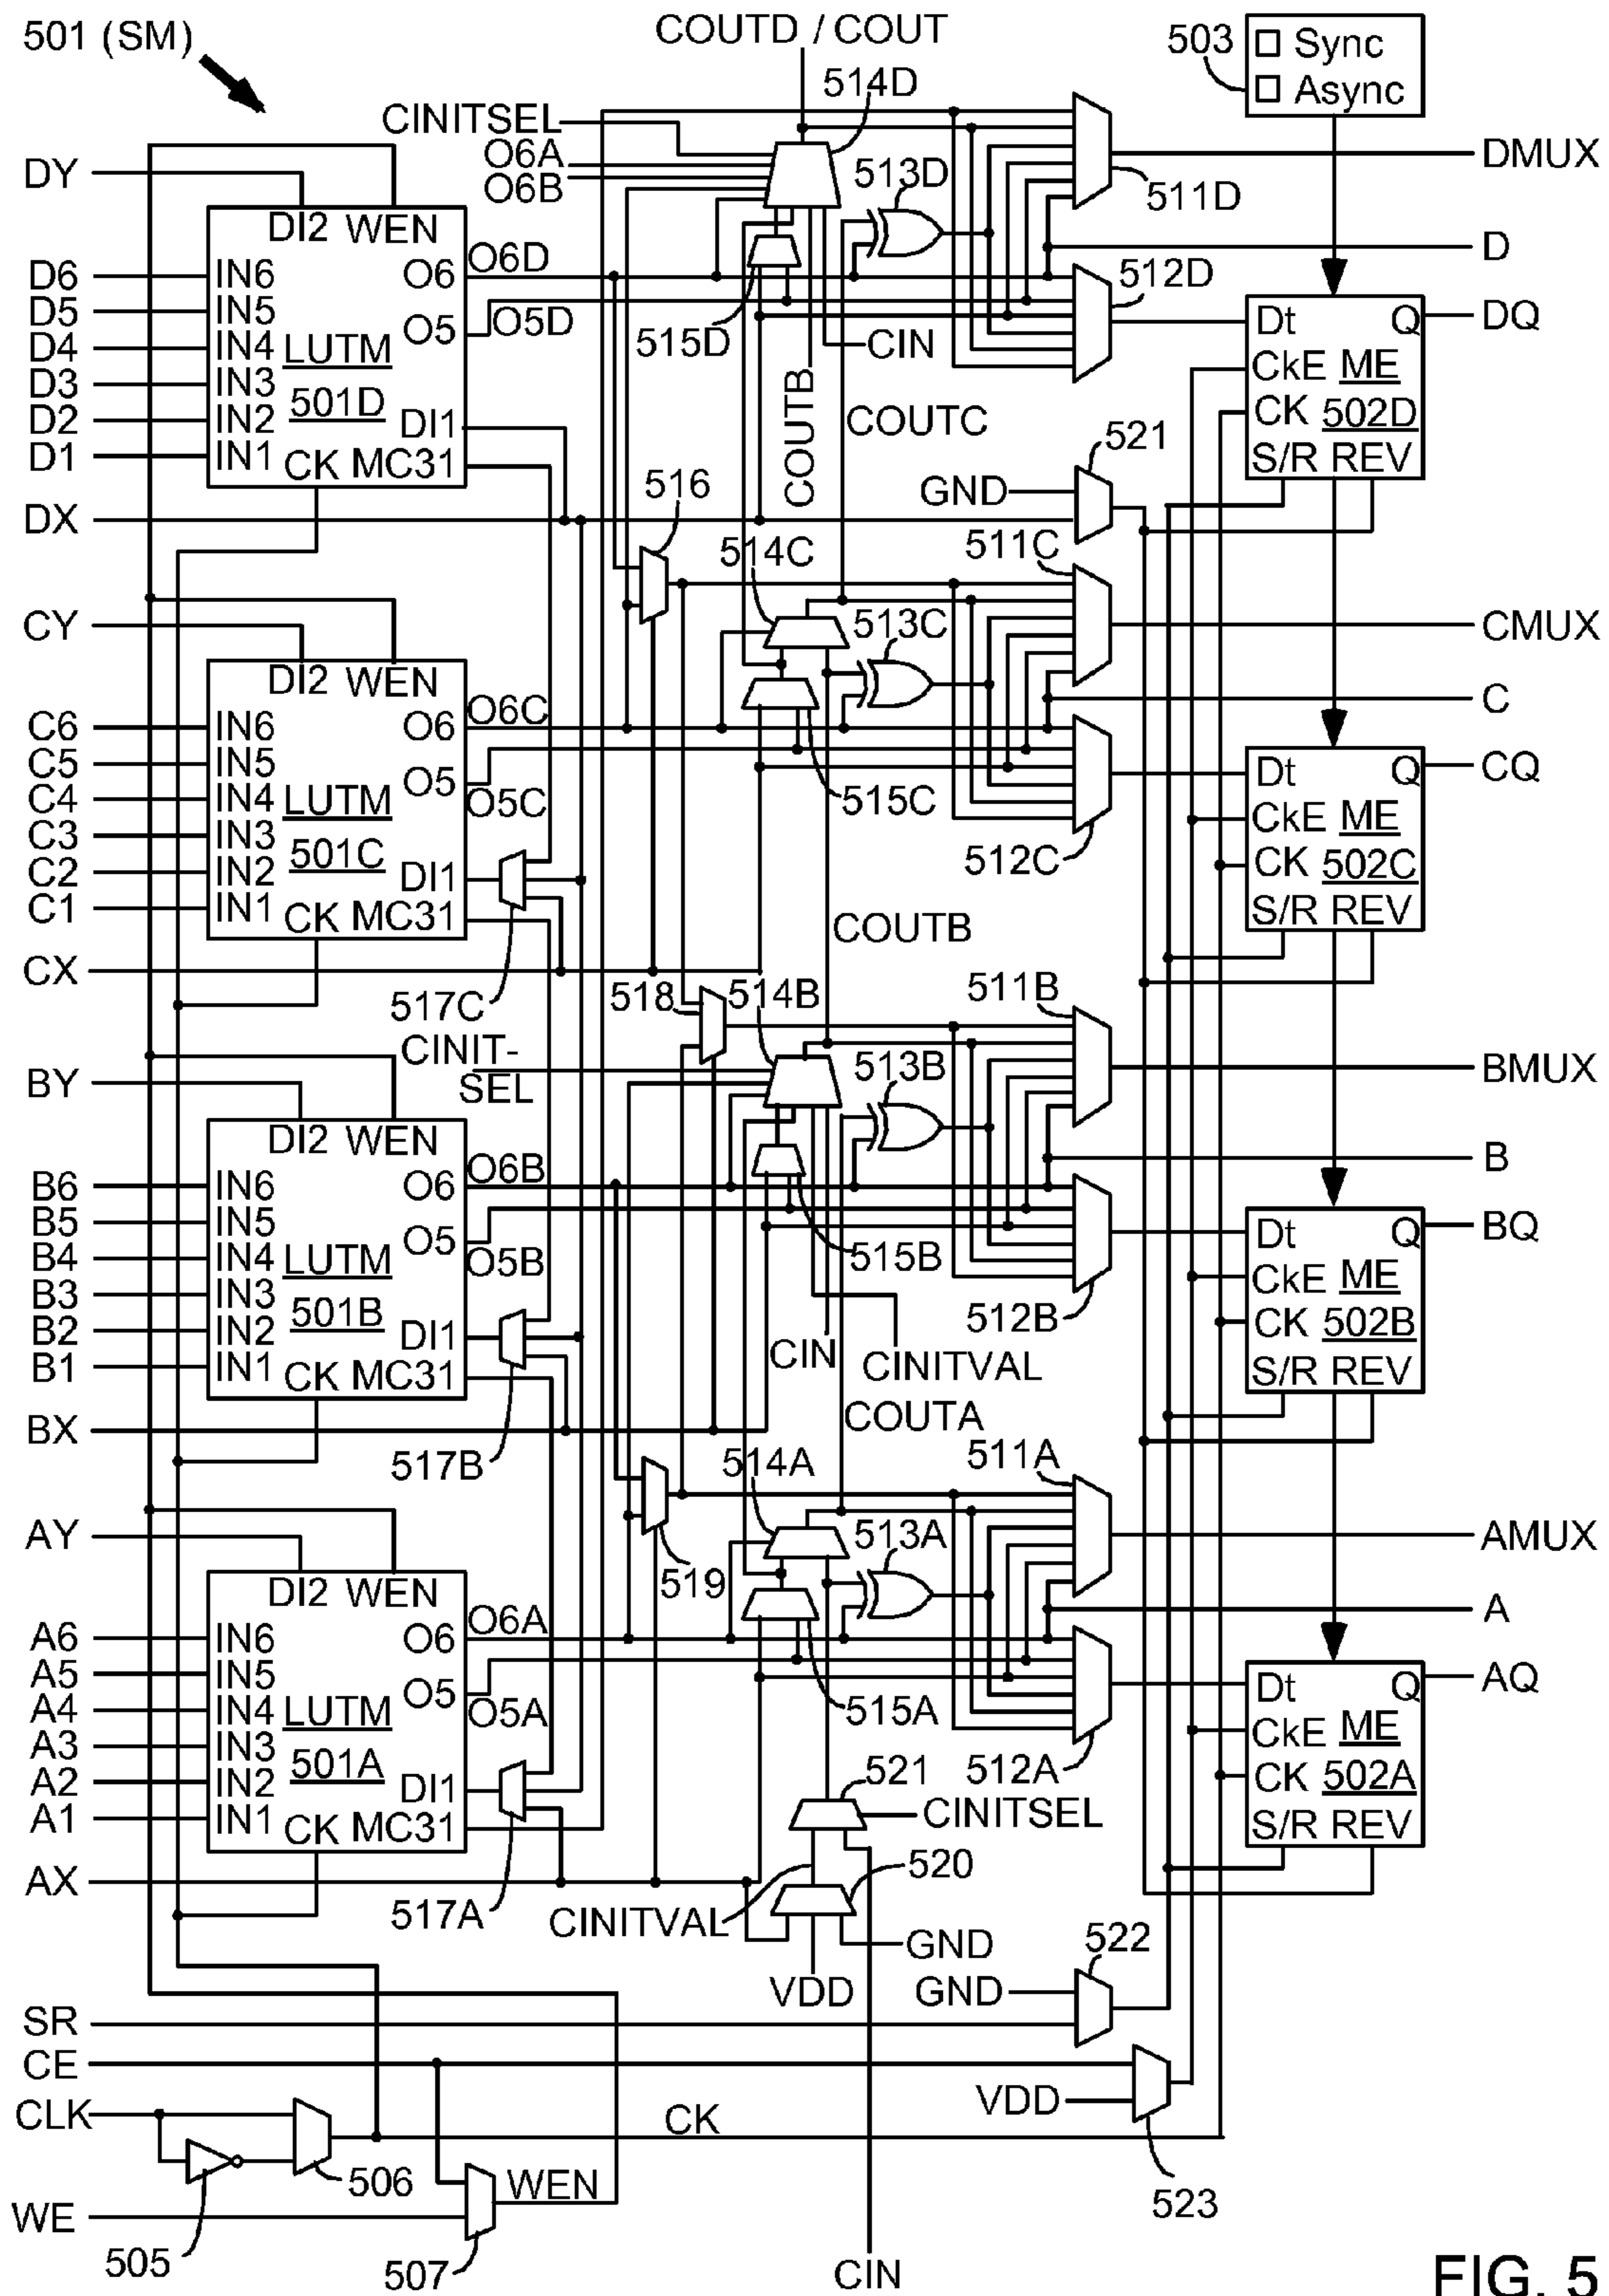 501 (SM)
COUTD / COUT
503
Sync
Async
514D
CINITSEL
O6A
O6B
513D
DMUX
511D
DY
DI2 WEN
D
D6
IN6
O6
O6D
512D
D5
IN5
O5
O5D
515D
CIN
Dt
Q
DQ
D4
IN4
LUTM
CkE
ME
D3
IN3
501D
COUTB
COUTC
CK
502D
D2
IN2
DI1
D1
IN1
CK MC31
S/R REV
521
516
GND
DX
514C
511C
CY
513C
CMUX
DI2 WEN
C
C6
IN6
O6
O6C
C5
IN5
O5
O5C
515C
Dt
Q
CQ
C4
IN4
LUTM
CkE
ME
C3
IN3
501C
512C
CK
502C
C2
IN2
DI1
C1
IN1
CK MC31
S/R REV
COUTB
CX
517C
518
514B
511B
CINIT-
SEL
513B
BMUX
BY
DI2 WEN
B
B6
IN6
O6
O6B
B5
IN5
O5
O5B
515B
Dt
Q
BQ
B4
IN4
LUTM
CkE
ME
B3
IN3
501B
512B
CK
502B
B2
IN2
DI1
CIN
CINITVAL
B1
IN1
CK MC31
S/R REV
COUTA
BX
517B
514A
511A
AY
513A
AMUX
DI2 WEN
519
A
A6
IN6
O6
O6A
A5
IN5
O5
O5A
515A
Dt
Q
AQ
A4
IN4
LUTM
CkE
ME
A3
IN3
501A
512A
CK
502A
A2
IN2
DI1
521
A1
IN1
CK MC31
CINITSEL
S/R REV
AX
520
517A
CINITVAL
GND
VDD
522
GND
SR
CE
VDD
CLK
CK
506
WEN
523
WE
505
507
CIN
FIG. 5